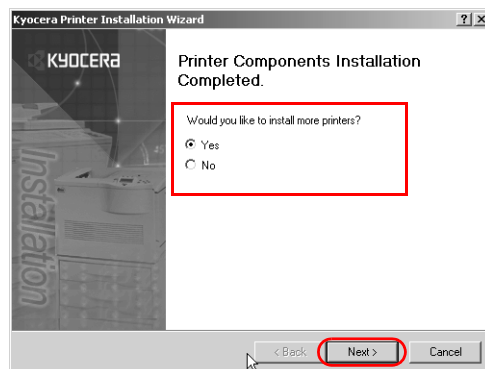 Kyocera Printer Installation Wizard
KYOCERA
Printer Components Installation
Completed.
Would you like to install more printers?
Yes
No
Installation
< Back
Next >
Cancel